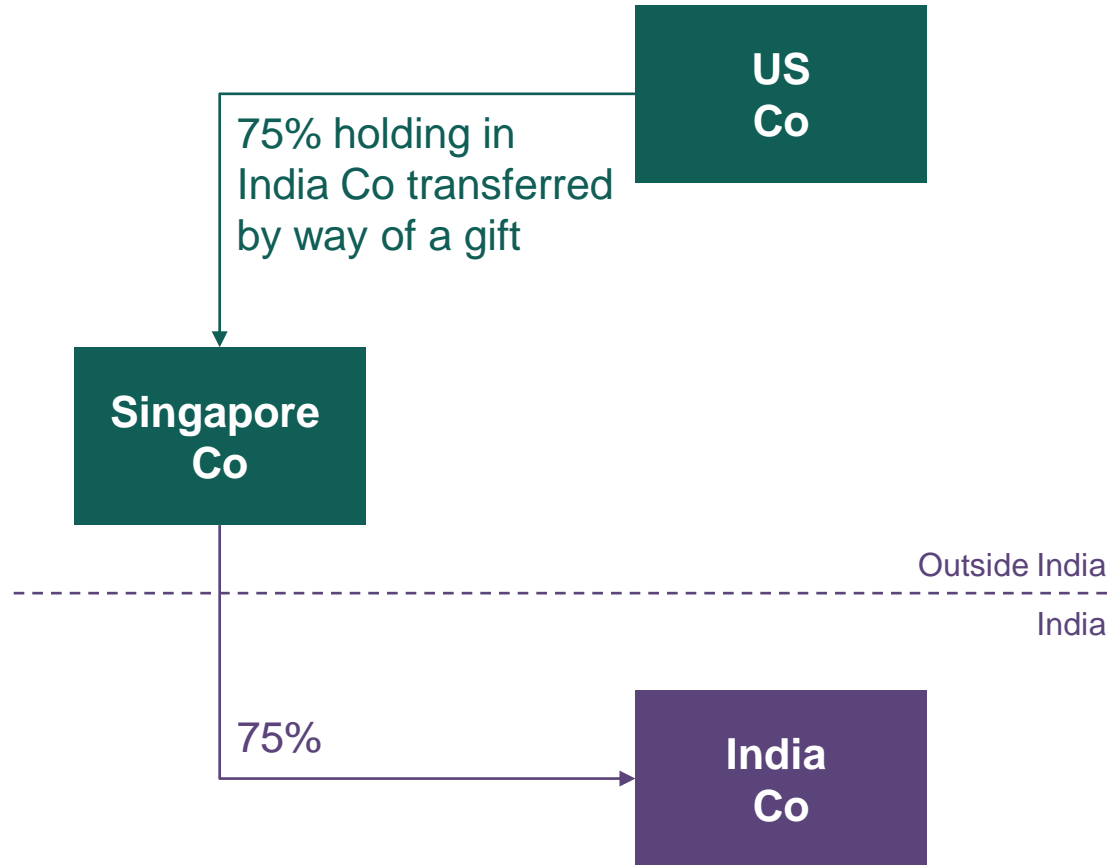 US
Co
75% holding in
India Co transferred
by way of a gift
Singapore
Co
Outside India
India
75%
India
Co